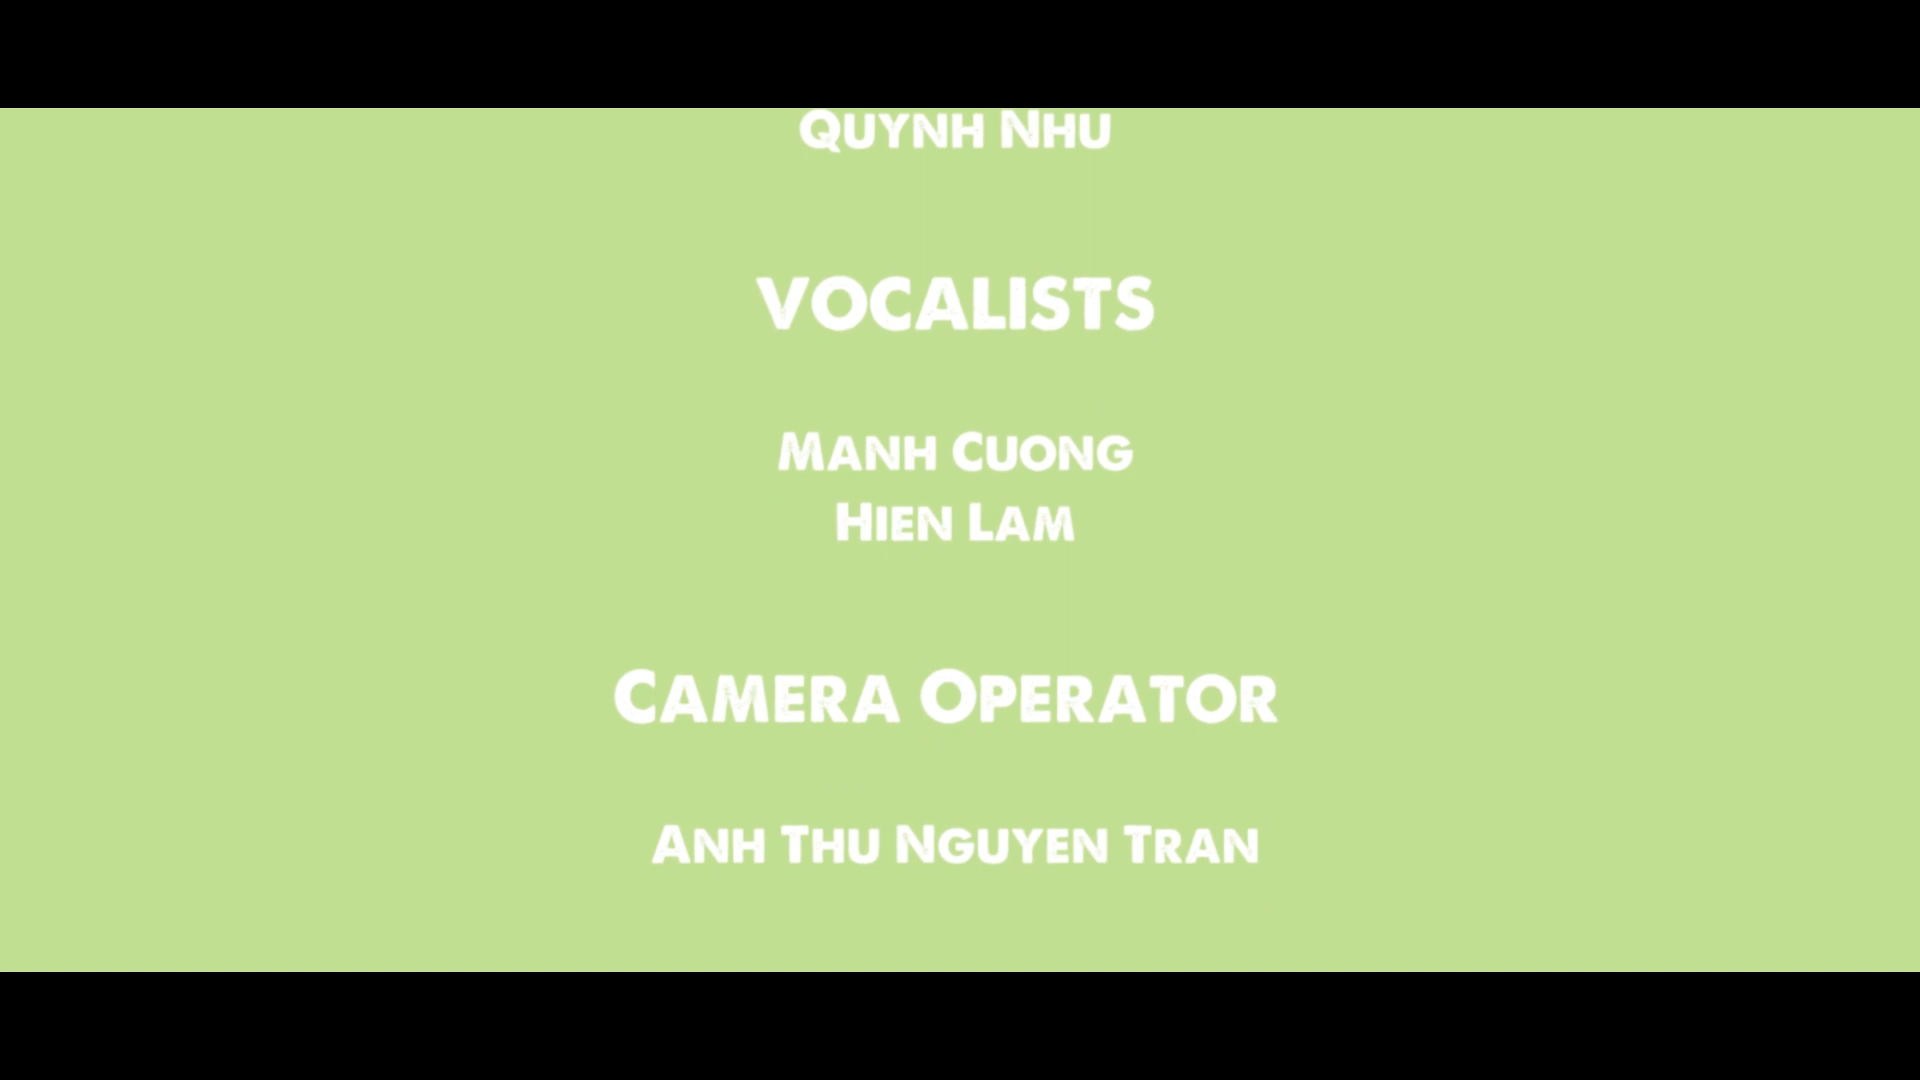 Quynh Nhu
VOCALISTS
Manh Cuong
Hien Lam
Camera Operator
Anh Thu Nguyen Tran